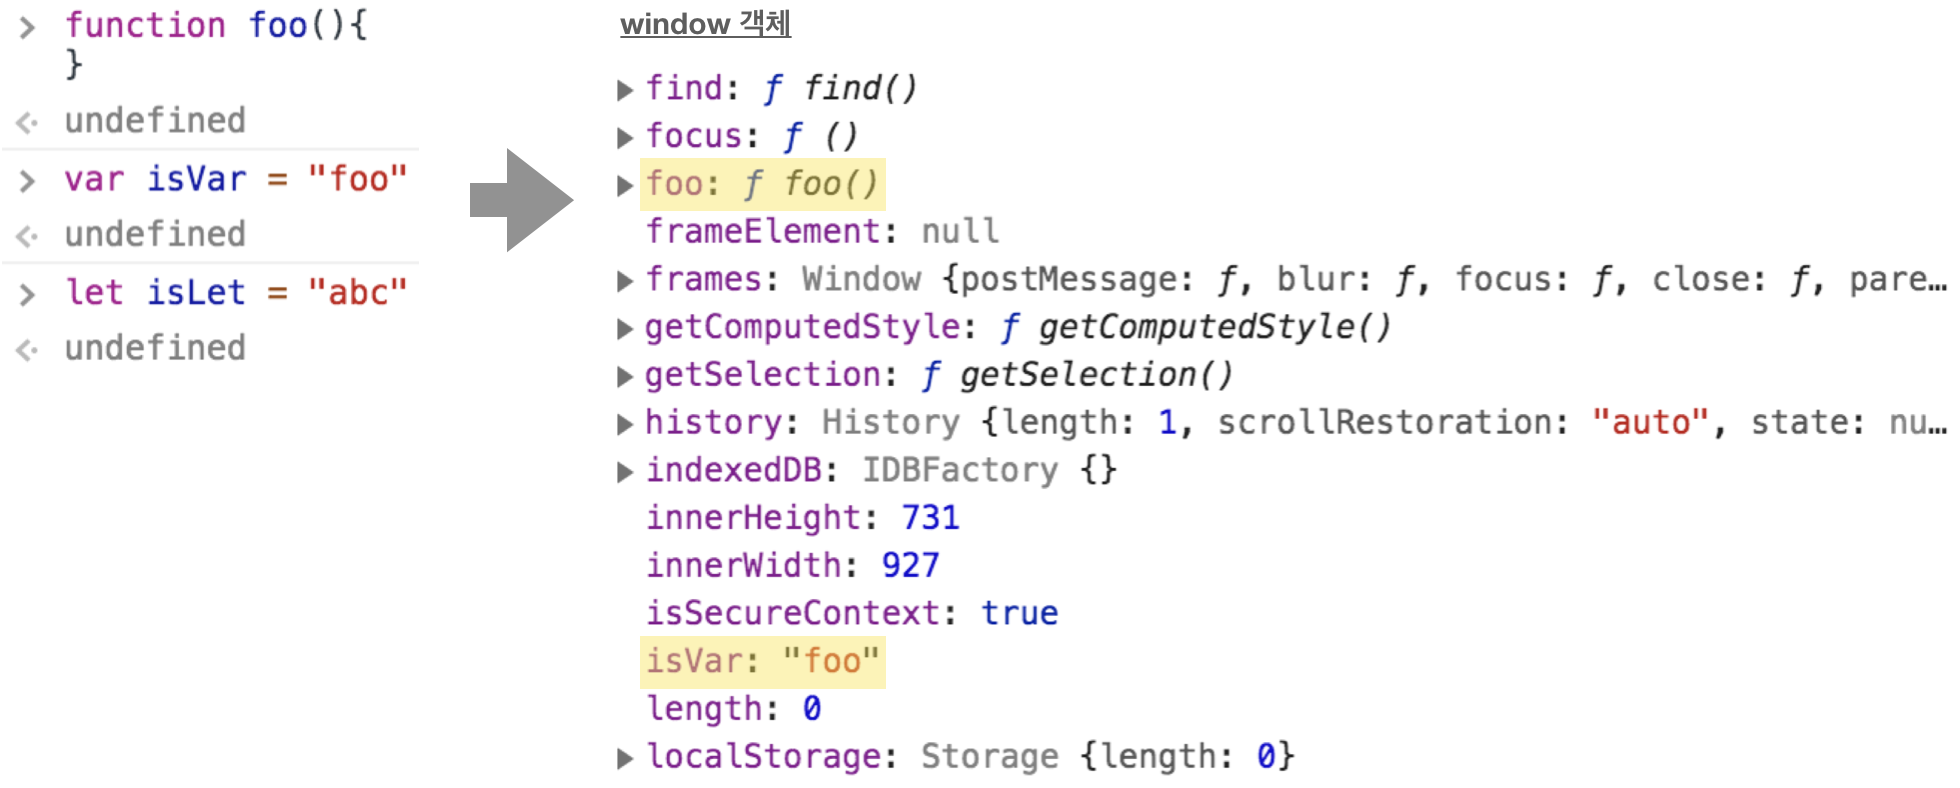 > function foo(){
}
<· undefined
> var isVar = "foo"
<· undefined
> let isLet = "abc"
<· undefined
window 객체
▶ find: ƒ find()
▶ focus: ƒ ()
▶ foo: ƒ foo()
frameElement: null
▶ frames: Window {postMessage: ƒ, blur: ƒ, focus: ƒ, close: ƒ, pare…
▶ getComputedStyle: ƒ getComputedStyle()
▶ getSelection: ƒ getSelection()
▶ history: History {length: 1, scrollRestoration: "auto", state: nu…
▶ indexedDB: IDBFactory {}
innerHeight: 731
innerWidth: 927
isSecureContext: true
isVar: "foo"
length: 0
▶ localStorage: Storage {length: 0}